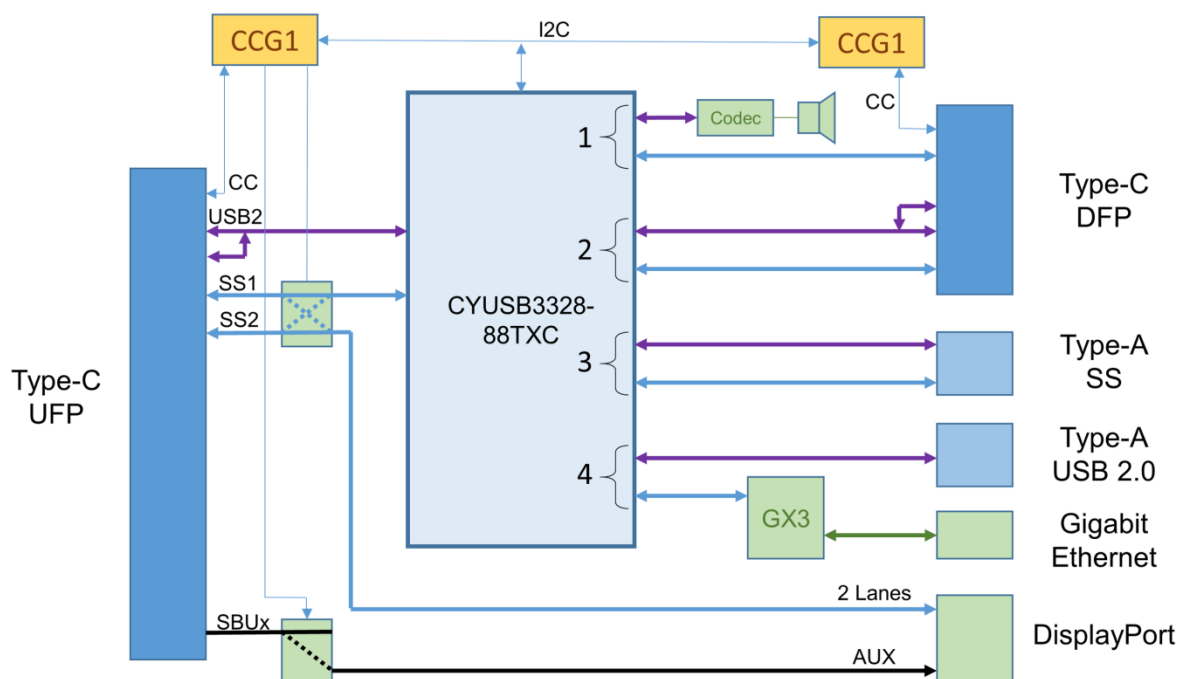 CCG1
I2C
CCG1
CC
Codec
1
CC
Type-C
DFP
USB2
2
SS1
CYUSB3328-
88TXC
SS2
3
Type-A
SS
Type-C
UFP
Type-A
USB 2.0
4
GX3
Gigabit
Ethernet
2 Lanes
SBUx
DisplayPort
AUX